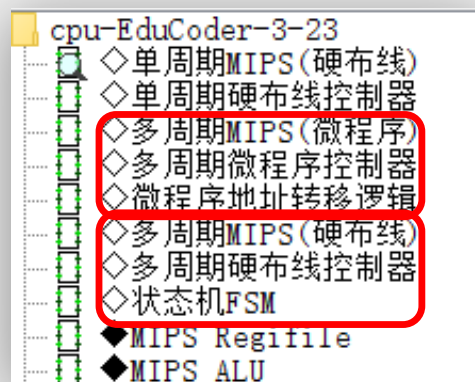 cpu-EduCoder-3-23
◇单周期MIPS(硬布线)
◇单周期硬布线控制器
◇多周期MIPS(微程序)
◇多周期微程序控制器
◇微程序地址转移逻辑
◇多周期MIPS(硬布线)
◇多周期硬布线控制器
◇状态机FSM
◆MIPS Regifile
◆MIPS ALU